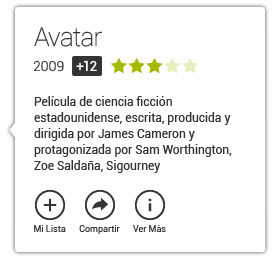 Avatar
2009 +12
Película de ciencia ficción
estadounidense, escrita, producida y
dirigida por James Cameron y
protagonizada por Sam Worthington,
Zoe Saldaña, Sigourney
Mi Lista Compartir Ver Más